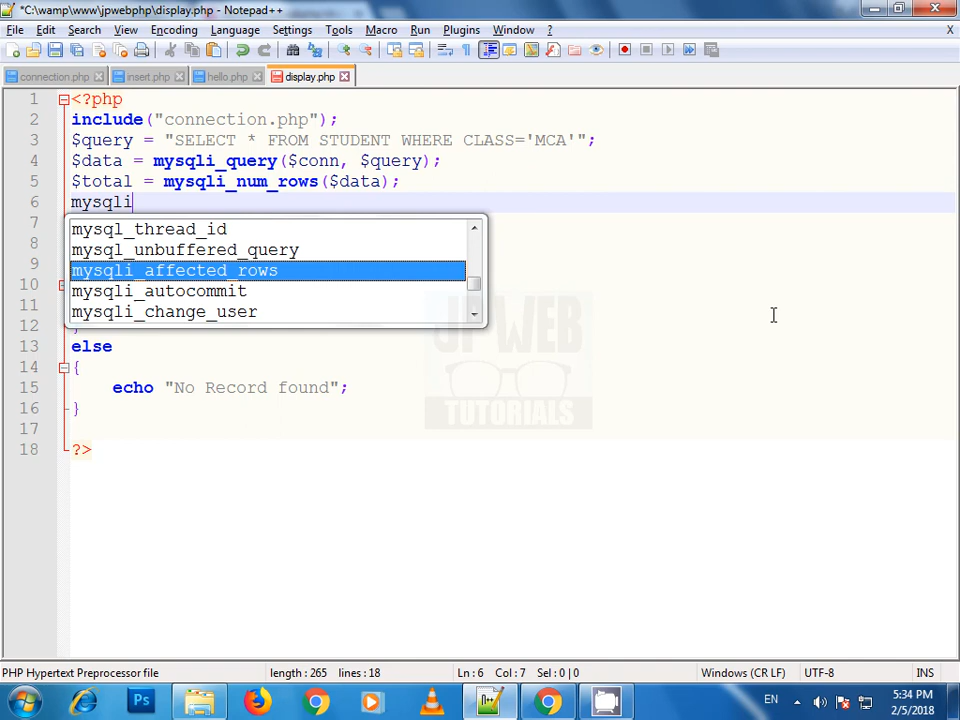 *C:\wamp\www\jpwebphp\display.php - Notepad++
File Edit Search View Encoding Language Settings Tools Macro Run Plugins Window ? X
connection.php insert.php hello.php display.php
1 <?php
2 include("connection.php");
3 $query = "SELECT * FROM STUDENT WHERE CLASS='MCA'";
4 $data = mysqli_query($conn, $query);
5 $total = mysqli_num_rows($data);
6 mysqli
7
mysql_thread_id
8
mysql_unbuffered_query
9
mysqli_affected_rows
10
mysqli_autocommit
11
mysqli_change_user
12 }
13 else
14 {
15 echo "No Record found";
16 }
17
18 ?>
JP WEB
TUTORIALS
PHP Hypertext Preprocessor file length : 265 lines : 18 Ln : 6 Col : 7 Sel : 0 | 0 Windows (CR LF) UTF-8 INS
Ps EN 5:34 PM
2/5/2018